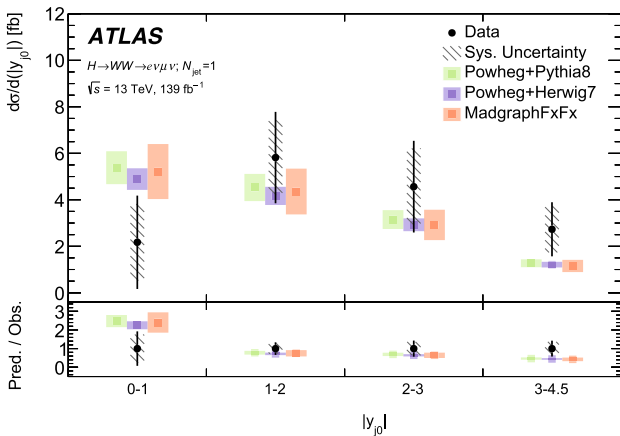 ATLAS
H→WW→eνμν; N_jet=1
√s = 13 TeV, 139 fb⁻¹
Data
Sys. Uncertainty
Powheg+Pythia8
Powheg+Herwig7
MadgraphFxFx
dσ/d(|y_j0|) [fb]
12
10
8
6
4
2
0
Pred. / Obs.
3
2
1
0
0-1 1-2 2-3 3-4.5
|y_j0|